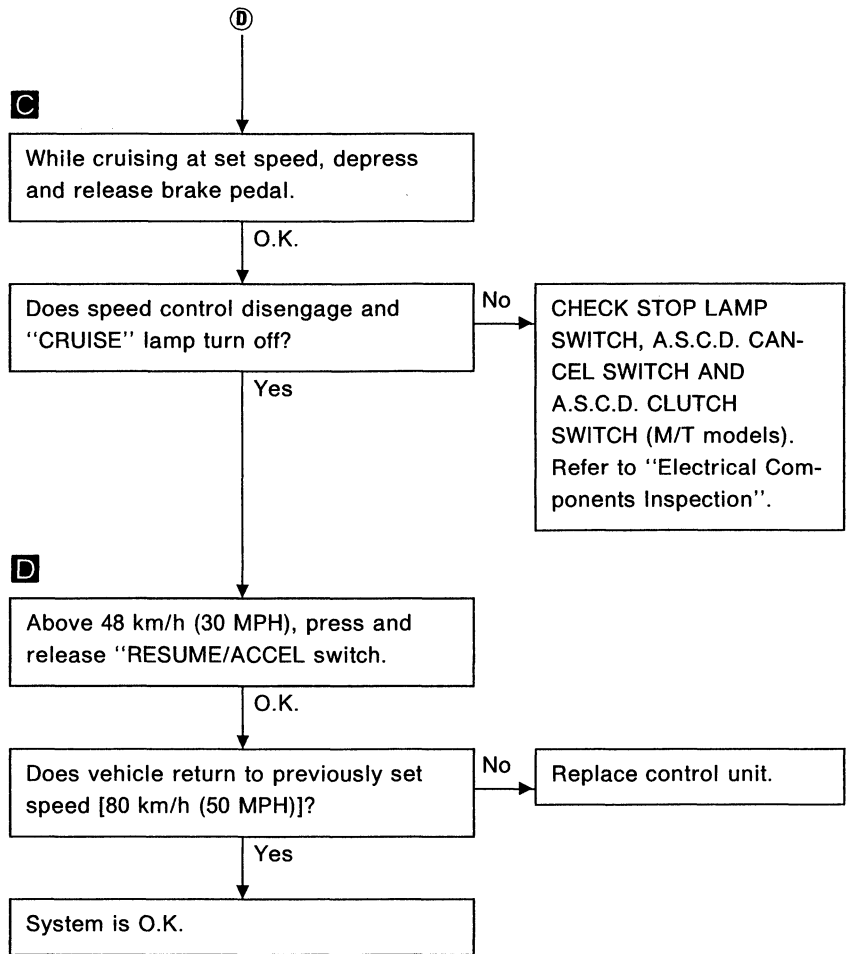 D
C
While cruising at set speed, depress
and release brake pedal.
O.K.
Does speed control disengage and
"CRUISE" lamp turn off?
No
CHECK STOP LAMP
SWITCH, A.S.C.D. CAN-
CEL SWITCH AND
A.S.C.D. CLUTCH
SWITCH (M/T models).
Refer to "Electrical Com-
ponents Inspection".
Yes
D
Above 48 km/h (30 MPH), press and
release "RESUME/ACCEL switch.
O.K.
Does vehicle return to previously set
speed [80 km/h (50 MPH)]?
No
Replace control unit.
Yes
System is O.K.